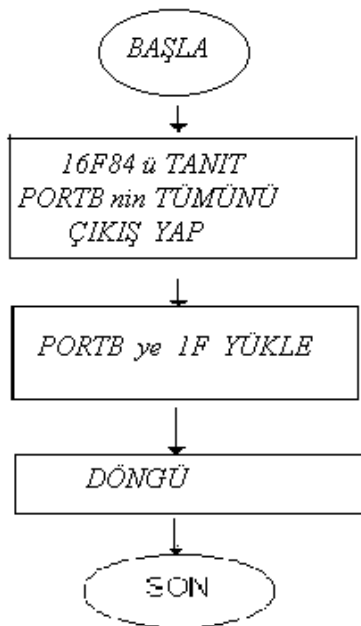 BAŞLA
16F84 ü TANIT
PORTB nin TÜMÜNÜ
ÇIKIŞ YAP
PORTB ye 1F YÜKLE
DÖNGÜ
SON